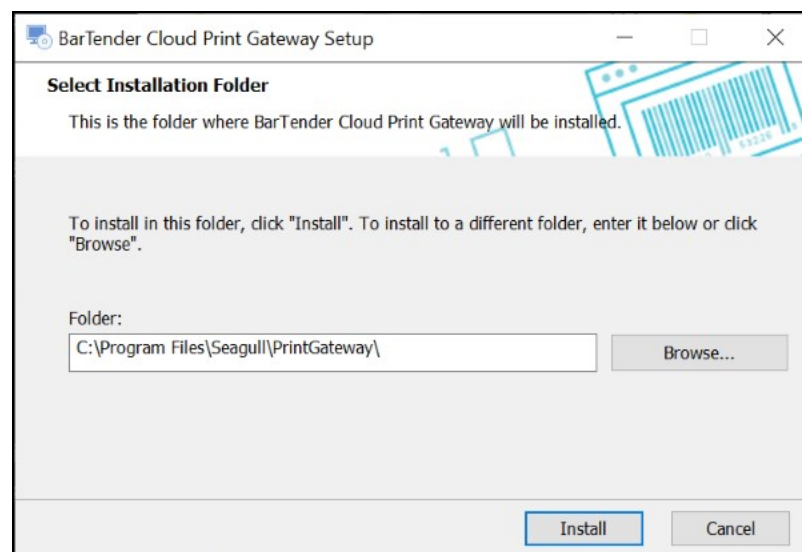 BarTender Cloud Print Gateway Setup
Select Installation Folder
This is the folder where BarTender Cloud Print Gateway will be installed.
To install in this folder, click "Install". To install to a different folder, enter it below or click
"Browse".
Folder:
C:\Program Files\Seagull\PrintGateway\
Browse...
Install
Cancel